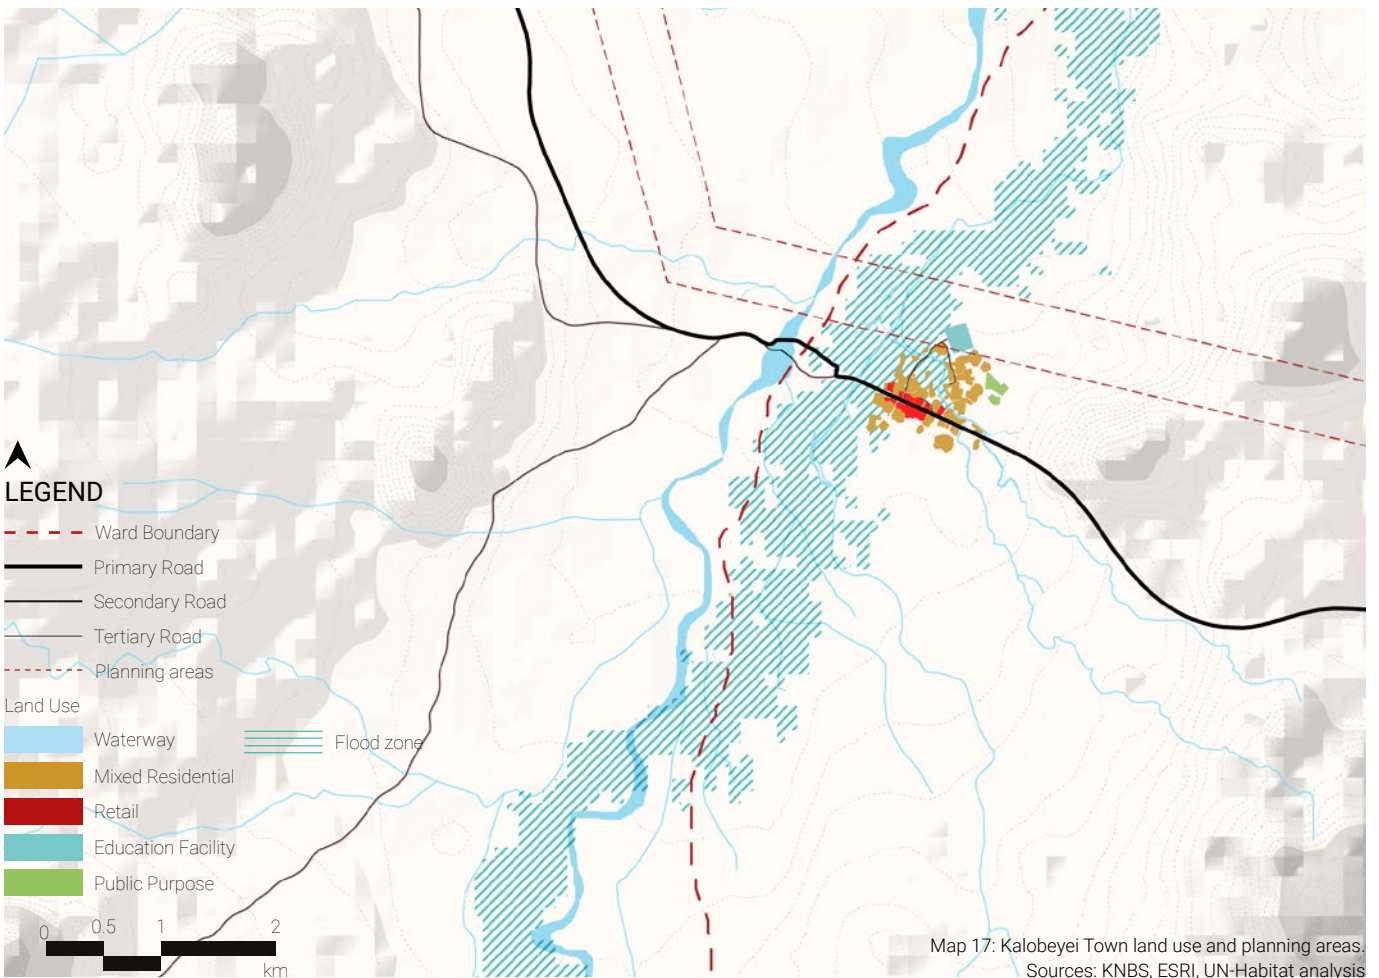 LEGEND
Ward Boundary
Primary Road
Secondary Road
Tertiary Road
Planning areas
Land Use
Waterway
Flood zone
Mixed Residential
Retail
Education Facility
Public Purpose
0 0.5 1 2
km
Map 17: Kalobeyei Town land use and planning areas.
Sources: KNBS, ESRI, UN-Habitat analysis